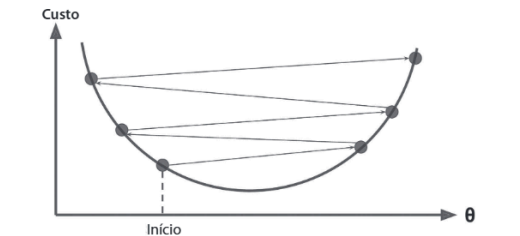 Custo
θ
Início